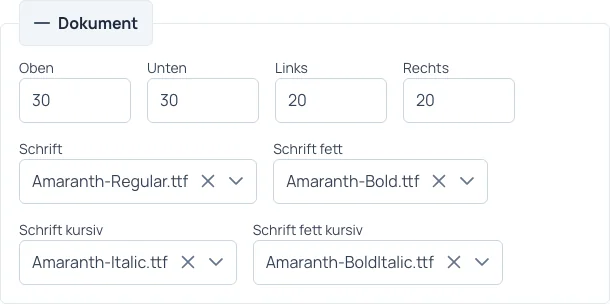 Dokument
Oben Unten Links Rechts
30 30 20 20
Schrift Schrift fett
Amaranth-Regular.ttf Amaranth-Bold.ttf
Schrift kursiv Schrift fett kursiv
Amaranth-Italic.ttf Amaranth-BoldItalic.ttf